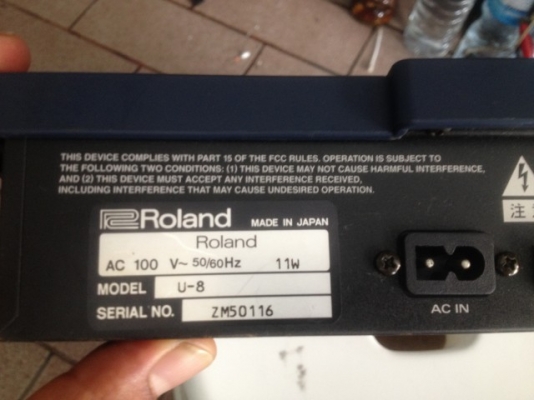 THIS DEVICE COMPLIES WITH PART 15 OF THE FCC RULES. OPERATION IS SUBJECT TO
THE FOLLOWING TWO CONDITIONS: (1) THIS DEVICE MAY NOT CAUSE HARMFUL INTERFERENCE,
AND (2) THIS DEVICE MUST ACCEPT ANY INTERFERENCE RECEIVED,
INCLUDING INTERFERENCE THAT MAY CAUSE UNDESIRED OPERATION.
Roland MADE IN JAPAN
Roland
AC 100 V~ 50/60Hz 11W
MODEL U-8
SERIAL NO. ZM50116
AC IN
注